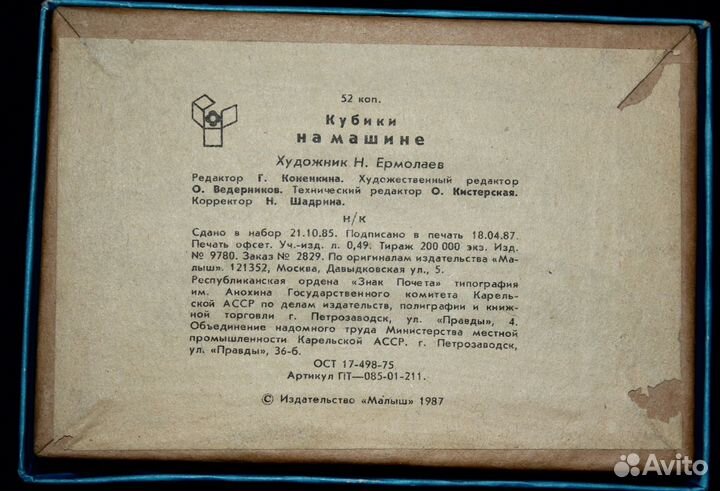 52 коп.
Кубики
на машине
Художник Н. Ермолаев
Редактор Г. Коненкина. Художественный редактор
О. Ведерников. Технический редактор О. Кистерская.
Корректор Н. Шадрина.
н/к
Сдано в набор 21.10.85. Подписано в печать 18.04.87.
Печать офсет. Уч.-изд. л. 0,49. Тираж 200 000 экз. Изд.
№ 9780. Заказ № 2829. По оригиналам издательства «Ма-
лыш». 121352, Москва, Давыдковская ул., 5.
Республиканская ордена «Знак Почета» типография
им. Анохина Государственного комитета Карель-
ской АССР по делам издательств, полиграфии и книж-
ной торговли г. Петрозаводск, ул. «Правды», 4.
Объединение надомного труда Министерства местной
промышленности Карельской АССР. г. Петрозаводск,
ул. «Правды», 36-б.
ОСТ 17-498-75
Артикул ПТ—085-01-211.
© Издательство «Малыш» 1987
Avito